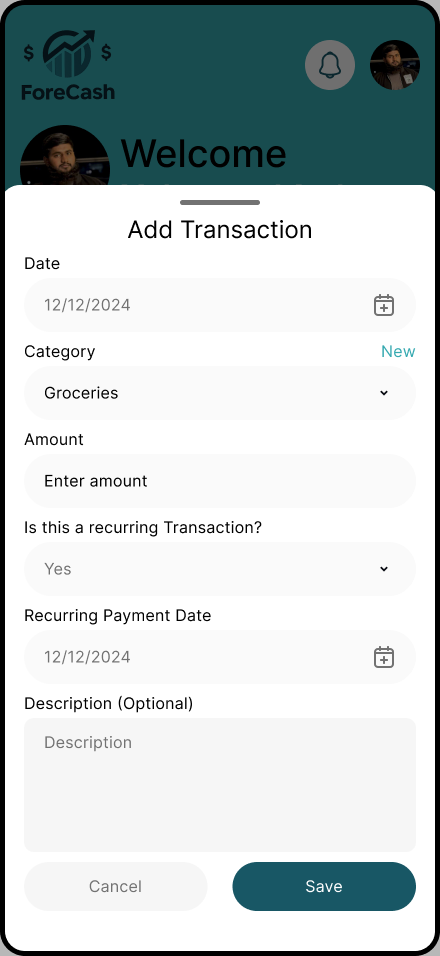 $ $
ForeCash
Welcome
Add Transaction
Date
12/12/2024
Category New
Groceries
Amount
Enter amount
Is this a recurring Transaction?
Yes
Recurring Payment Date
12/12/2024
Description (Optional)
Description
Cancel Save